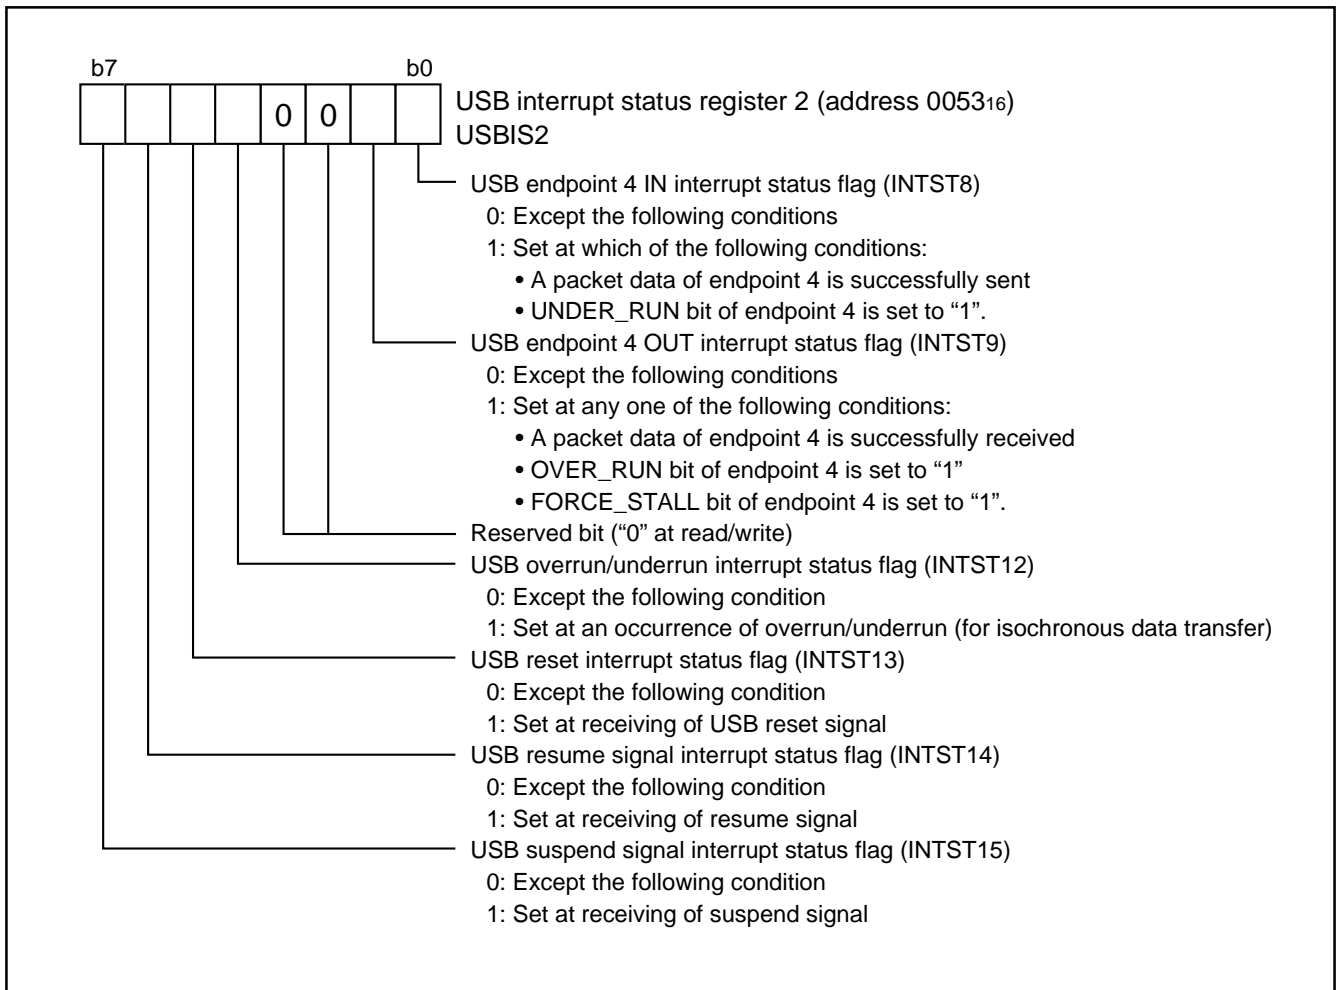 b7 b0
0 0
USB interrupt status register 2 (address 005316)
USBIS2
USB endpoint 4 IN interrupt status flag (INTST8)
0: Except the following conditions
1: Set at which of the following conditions:
• A packet data of endpoint 4 is successfully sent
• UNDER_RUN bit of endpoint 4 is set to “1”.
USB endpoint 4 OUT interrupt status flag (INTST9)
0: Except the following conditions
1: Set at any one of the following conditions:
• A packet data of endpoint 4 is successfully received
• OVER_RUN bit of endpoint 4 is set to “1”
• FORCE_STALL bit of endpoint 4 is set to “1”.
Reserved bit (“0” at read/write)
USB overrun/underrun interrupt status flag (INTST12)
0: Except the following condition
1: Set at an occurrence of overrun/underrun (for isochronous data transfer)
USB reset interrupt status flag (INTST13)
0: Except the following condition
1: Set at receiving of USB reset signal
USB resume signal interrupt status flag (INTST14)
0: Except the following condition
1: Set at receiving of resume signal
USB suspend signal interrupt status flag (INTST15)
0: Except the following condition
1: Set at receiving of suspend signal